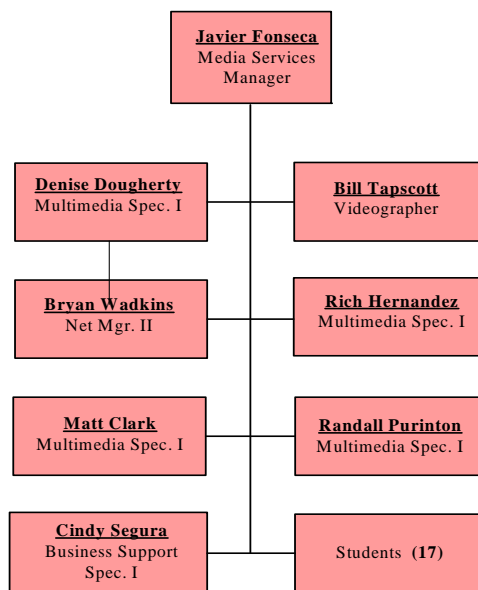 Javier Fonseca
Media Services
Manager
Denise Dougherty
Multimedia Spec. I
Bill Tapscott
Videographer
Bryan Wadkins
Net Mgr. II
Rich Hernandez
Multimedia Spec. I
Matt Clark
Multimedia Spec. I
Randall Purinton
Multimedia Spec. I
Cindy Segura
Business Support
Spec. I
Students (17)